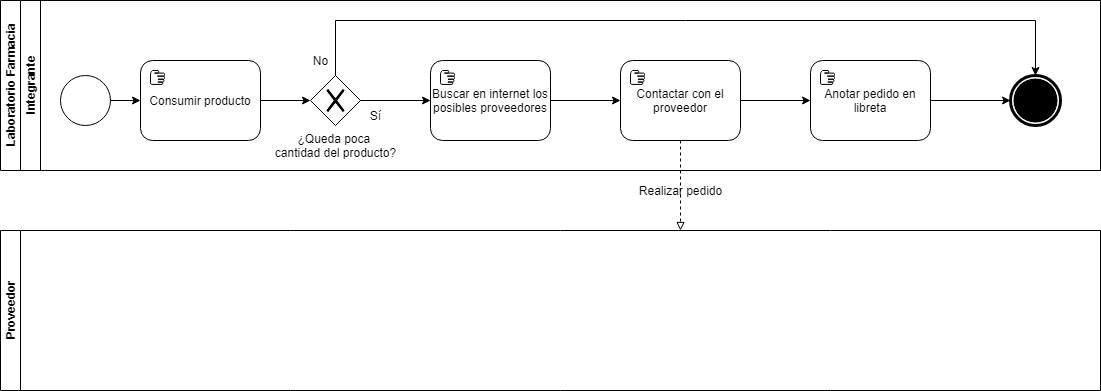 Laboratorio Farmacia
Integrante
Consumir producto
No
¿Queda poca
cantidad del producto?
Sí
Buscar en internet los
posibles proveedores
Contactar con el
proveedor
Anotar pedido en
libreta
Realizar pedido
Proveedor